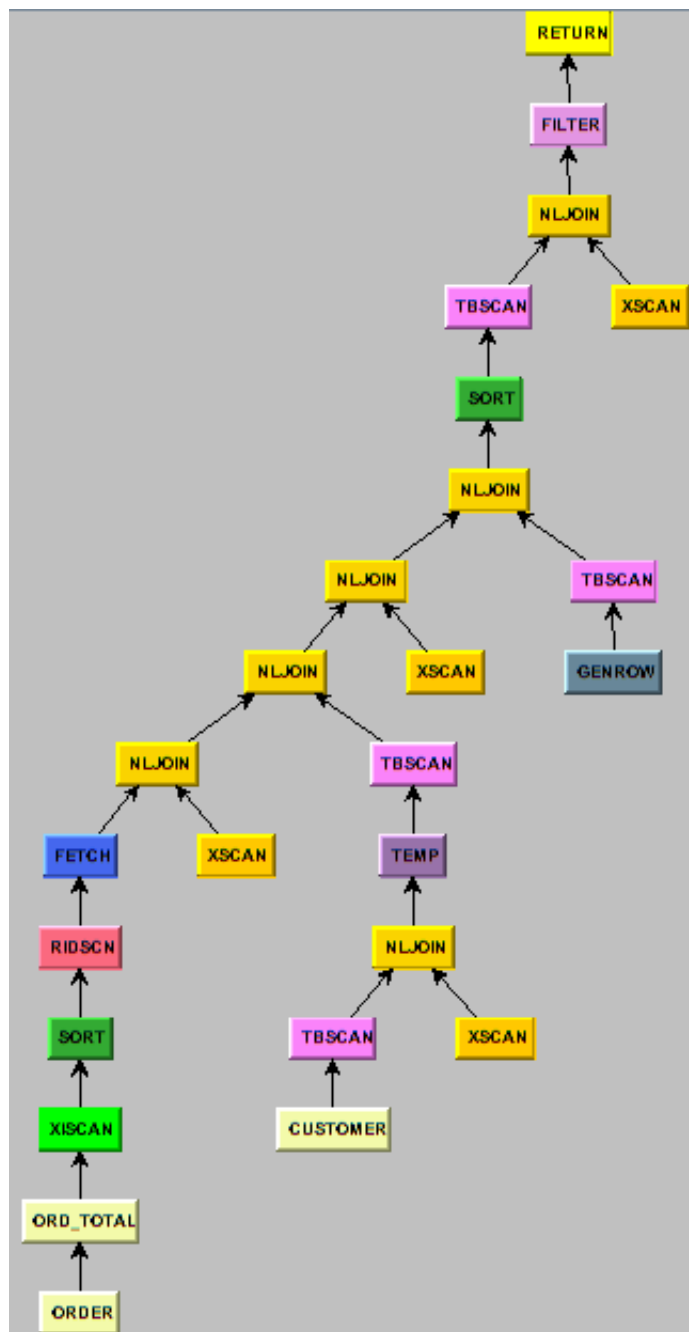 RETURN
FILTER
NLJOIN
TBSCAN XSCAN
SORT
NLJOIN
NLJOIN TBSCAN
NLJOIN XSCAN GENROW
NLJOIN TBSCAN
FETCH XSCAN TEMP
RIDSCN NLJOIN
SORT TBSCAN XSCAN
XISCAN CUSTOMER
ORD_TOTAL
ORDER